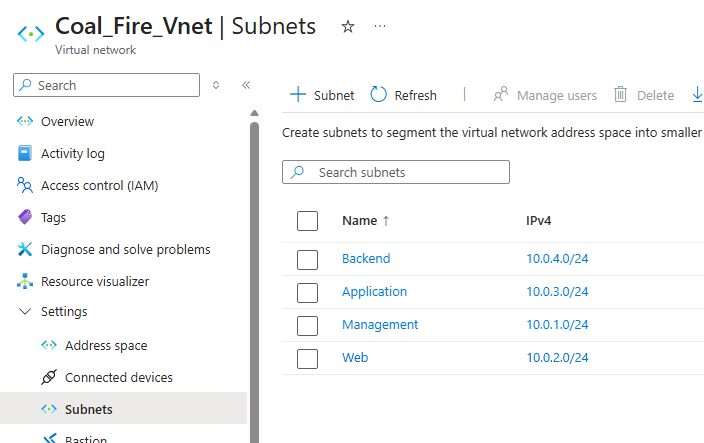 Coal_Fire_Vnet | Subnets
Virtual network
Search
Overview
Activity log
Access control (IAM)
Tags
Diagnose and solve problems
Resource visualizer
Settings
Address space
Connected devices
Subnets
Bastion
Subnet Refresh Manage users Delete
Create subnets to segment the virtual network address space into smaller
Search subnets
Name ↑ IPv4
Backend 10.0.4.0/24
Application 10.0.3.0/24
Management 10.0.1.0/24
Web 10.0.2.0/24